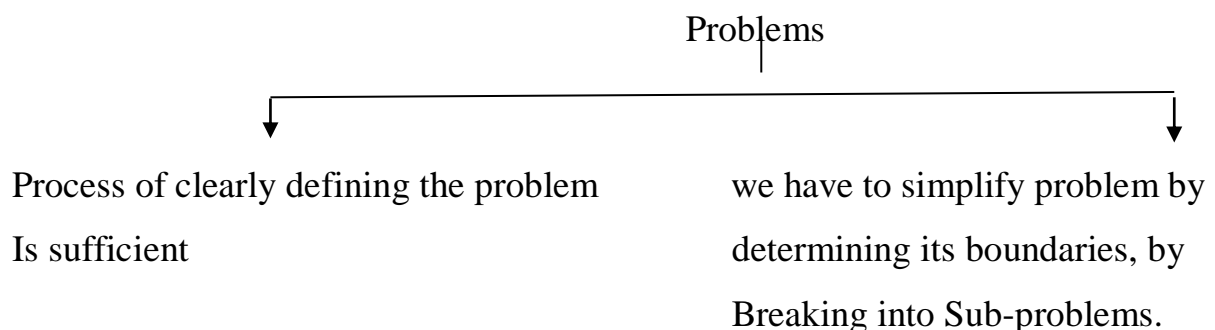 Problems
Process of clearly defining the problem
Is sufficient
we have to simplify problem by
determining its boundaries, by
Breaking into Sub-problems.